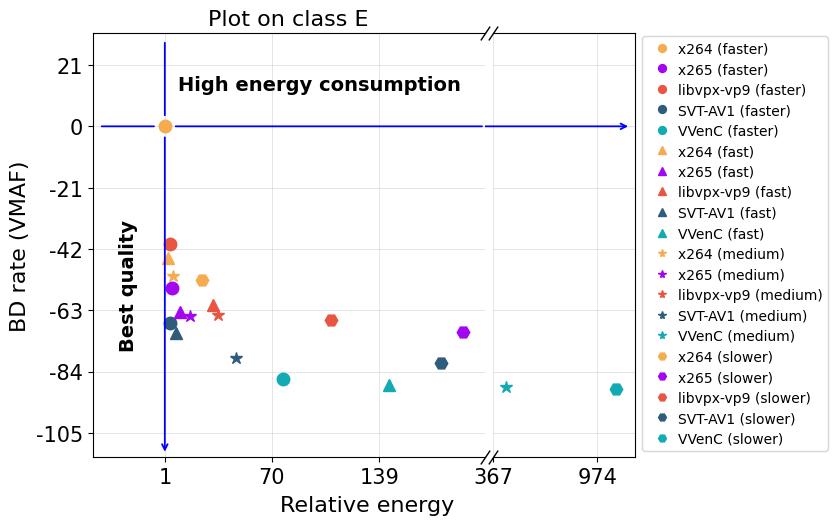 Plot on class E
21
0
-21
-42
-63
-84
-105
BD rate (VMAF)
High energy consumption
Best quality
1
70
139
367
974
Relative energy
x264 (faster)
x265 (faster)
libvpx-vp9 (faster)
SVT-AV1 (faster)
VVenC (faster)
x264 (fast)
x265 (fast)
libvpx-vp9 (fast)
SVT-AV1 (fast)
VVenC (fast)
x264 (medium)
x265 (medium)
libvpx-vp9 (medium)
SVT-AV1 (medium)
VVenC (medium)
x264 (slower)
x265 (slower)
libvpx-vp9 (slower)
SVT-AV1 (slower)
VVenC (slower)